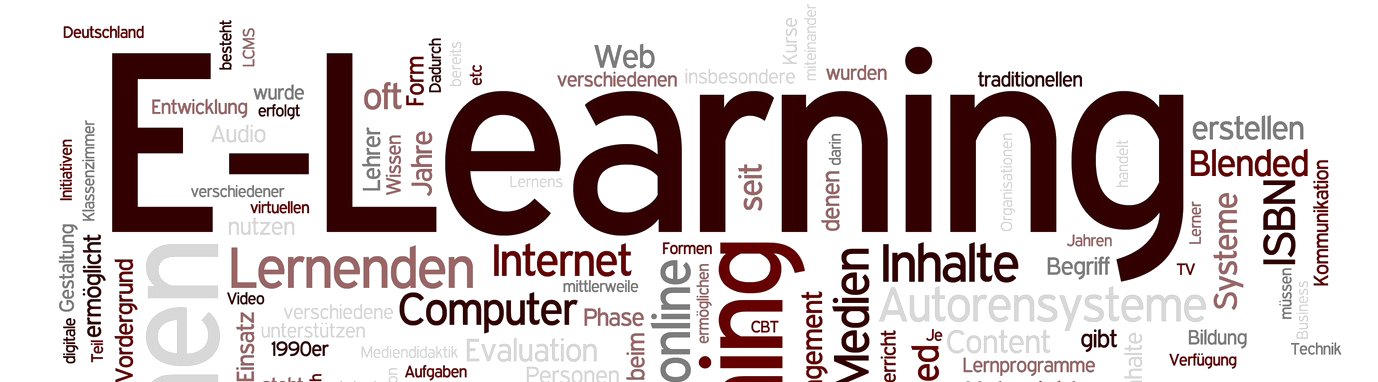 Deutschland
besteht
LCMS
E-Learning
Entwicklung
wurde
erfolgt
Audio
oft
Form
Dadurch
bereits
etc
Web
verschiedenen
insbesondere
Kurse
miteinander
wurden
traditionellen
Initiativen
Klassenzimmer
Lehrer
Wissen
Jahre
Lernens
seit
denen
darin
Organisationen
handelt
erstellen
Blended
verschiedener
virtuellen
nutzen
Gestaltung
ermöglicht
digitale
Teil
Vordergrund
Lernenden
Internet
Formen
mittlerweile
Video
verschiedene
unterstützen
Computer
Phase
1990er
Einsatz
Mediendidaktik
Evaluation
Aufgaben
Personen
beim
online
ermöglichen
CBT
Medien
Inhalte
Autorensysteme
Begriff
Jahren
TV
Lerner
Systeme
ISBN
Kommunikation
müssen
Business
Je
Content
gibt
Lernprogramme
Bildung
Verfügung
Technik